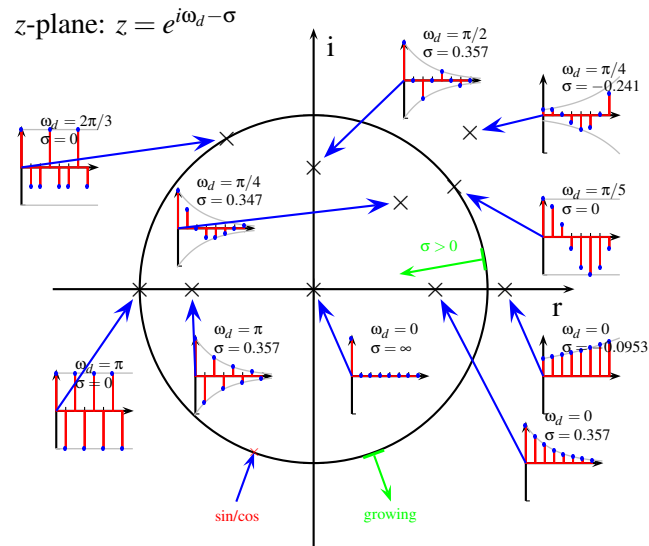 z-plane: z = e^{iω_d−σ}
i
ω_d = π/2
σ = 0.357
ω_d = π/4
σ = −0.241
ω_d = 2π/3
σ = 0
ω_d = π/4
σ = 0.347
ω_d = π/5
σ = 0
σ > 0
r
ω_d = π
σ = 0.357
ω_d = 0
σ = ∞
ω_d = 0
σ = −0.0953
ω_d = π
σ = 0
ω_d = 0
σ = 0.357
sin/cos
growing